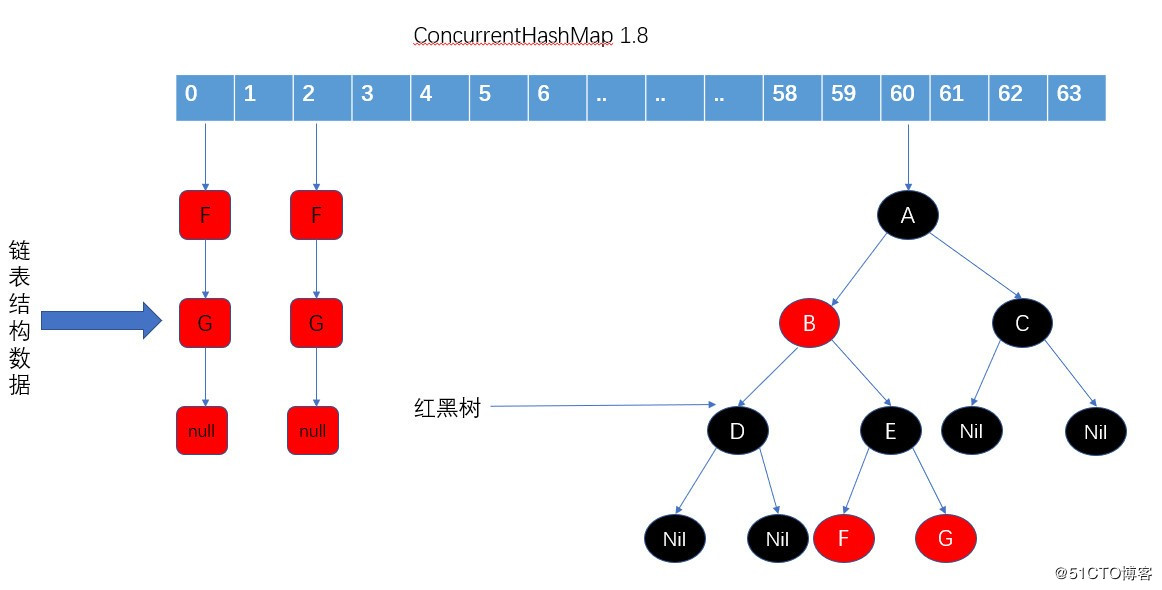 ConcurrentHashMap 1.8
0 1 2 3 4 5 6 .. .. .. 58 59 60 61 62 63
F F A
链表结构数据
G G B C
红黑树
null null D E Nil Nil
Nil Nil F G
@51CTO博客